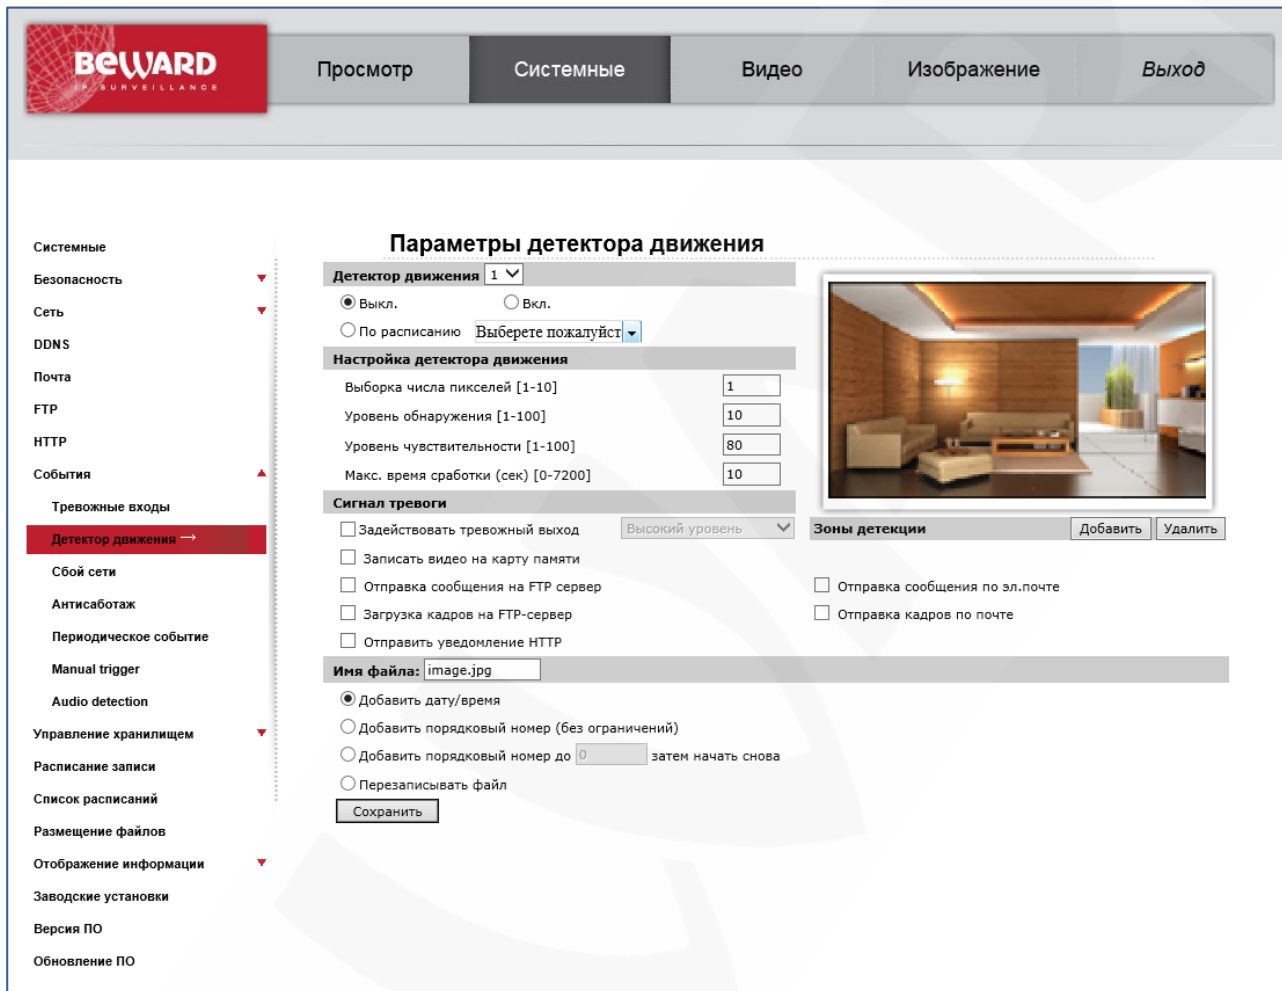 BEWARD
IP SURVEILLANCE
Просмотр
Системные
Видео
Изображение
Выход
Системные
Безопасность
Сеть
DDNS
Почта
FTP
HTTP
События
Тревожные входы
Детектор движения →
Сбой сети
Антисаботаж
Периодическое событие
Manual trigger
Audio detection
Управление хранилищем
Расписание записи
Список расписаний
Размещение файлов
Отображение информации
Заводские установки
Версия ПО
Обновление ПО
Параметры детектора движения
Детектор движения 1
Выкл. Вкл.
По расписанию Выберете пожалуйст
Настройка детектора движения
Выборка числа пикселей [1-10] 1
Уровень обнаружения [1-100] 10
Уровень чувствительности [1-100] 80
Макс. время сработки (сек) [0-7200] 10
Сигнал тревоги
Задействовать тревожный выход Высокий уровень
Зоны детекции Добавить Удалить
Записать видео на карту памяти
Отправка сообщения на FTP сервер Отправка сообщения по эл.почте
Загрузка кадров на FTP-сервер Отправка кадров по почте
Отправить уведомление HTTP
Имя файла: image.jpg
Добавить дату/время
Добавить порядковый номер (без ограничений)
Добавить порядковый номер до 0 затем начать снова
Перезаписывать файл
Сохранить